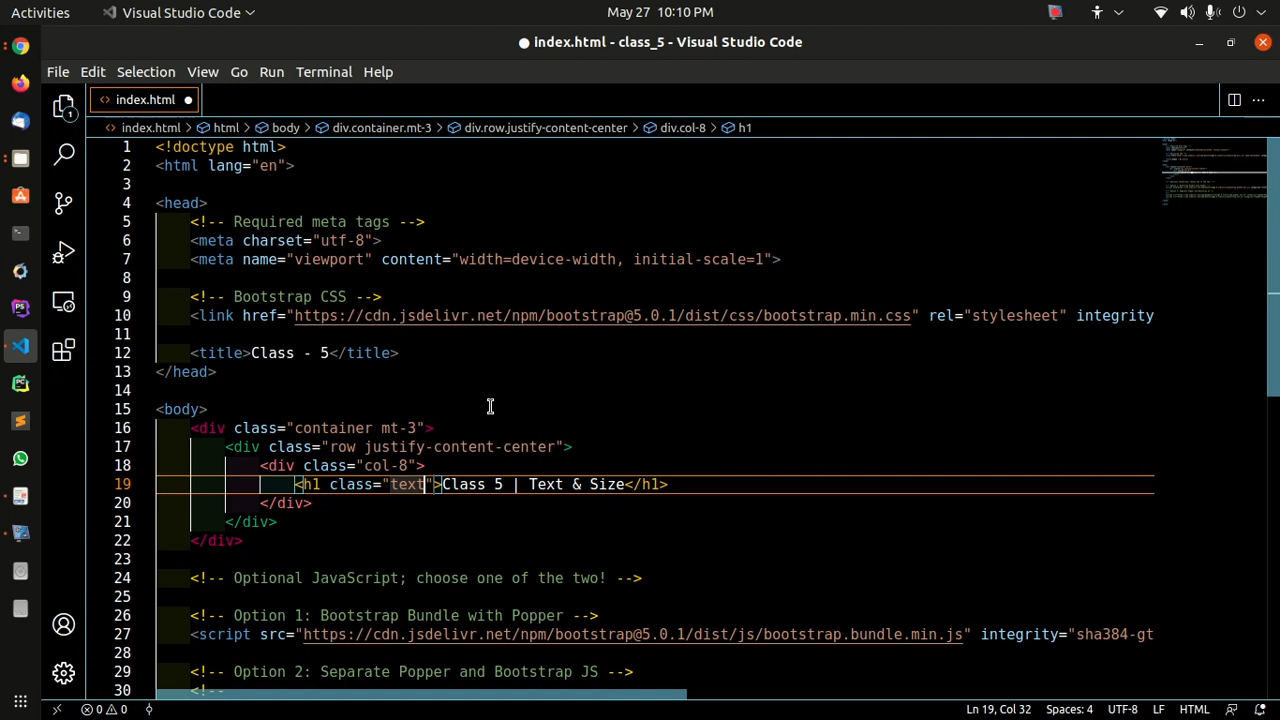 Activities Visual Studio Code May 27 10:10 PM
index.html - class_5 - Visual Studio Code
File Edit Selection View Go Run Terminal Help
index.html
index.html > html > body > div.container.mt-3 > div.row.justify-content-center > div.col-8 > h1
1 <!doctype html>
2 <html lang="en">
3
4 <head>
5 <!-- Required meta tags -->
6 <meta charset="utf-8">
7 <meta name="viewport" content="width=device-width, initial-scale=1">
8
9 <!-- Bootstrap CSS -->
10 <link href="https://cdn.jsdelivr.net/npm/bootstrap@5.0.1/dist/css/bootstrap.min.css" rel="stylesheet" integrity
11
12 <title>Class - 5</title>
13 </head>
14
15 <body>
16 <div class="container mt-3">
17 <div class="row justify-content-center">
18 <div class="col-8">
19 <h1 class="text">Class 5 | Text & Size</h1>
20 </div>
21 </div>
22 </div>
23
24 <!-- Optional JavaScript; choose one of the two! -->
25
26 <!-- Option 1: Bootstrap Bundle with Popper -->
27 <script src="https://cdn.jsdelivr.net/npm/bootstrap@5.0.1/dist/js/bootstrap.bundle.min.js" integrity="sha384-gt
28
29 <!-- Option 2: Separate Popper and Bootstrap JS -->
30 <!--
0 0 Ln 19, Col 32 Spaces: 4 UTF-8 LF HTML